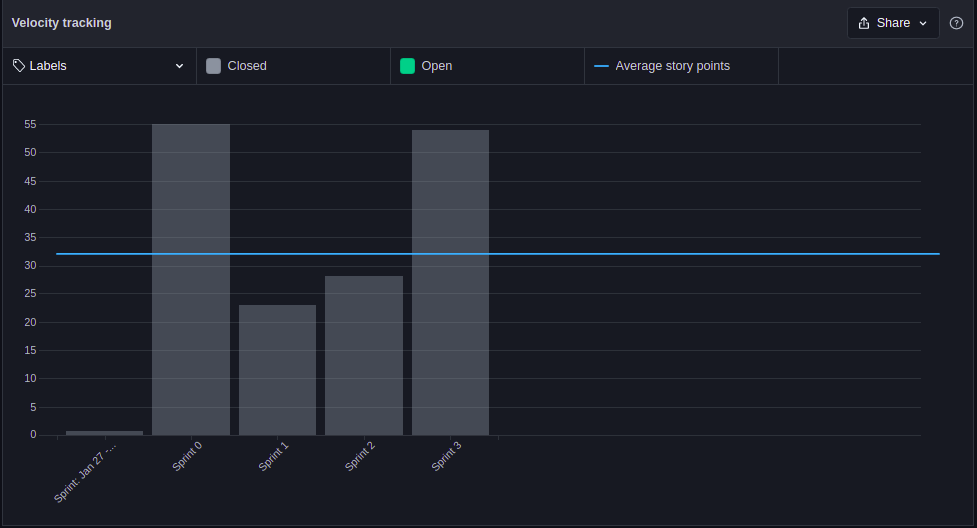 Velocity tracking
Share
Labels
Closed
Open
Average story points
55
50
45
40
35
30
25
20
15
10
5
0
Sprint: Jan 27 -...
Sprint 0
Sprint 1
Sprint 2
Sprint 3